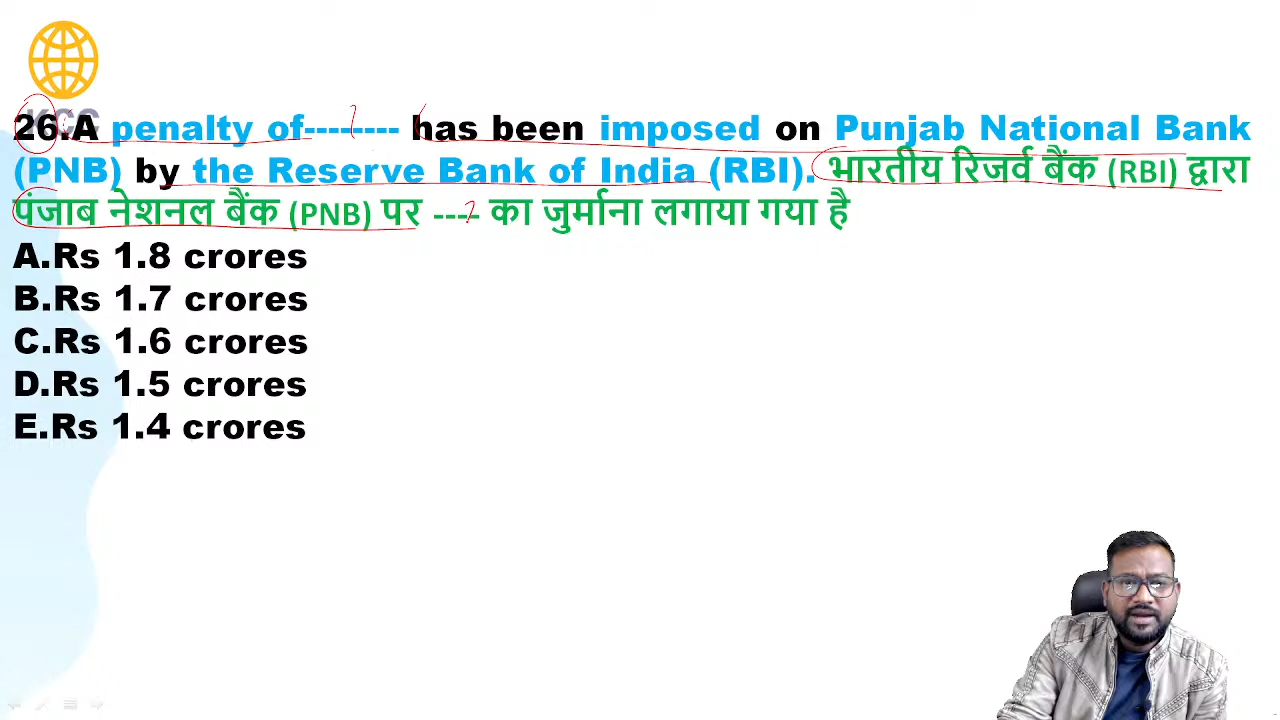 KCC
26.A penalty of-------- has been imposed on Punjab National Bank
(PNB) by the Reserve Bank of India (RBI). भारतीय रिजर्व बैंक (RBI) द्वारा
पंजाब नेशनल बैंक (PNB) पर ---- का जुर्माना लगाया गया है
A.Rs 1.8 crores
B.Rs 1.7 crores
C.Rs 1.6 crores
D.Rs 1.5 crores
E.Rs 1.4 crores